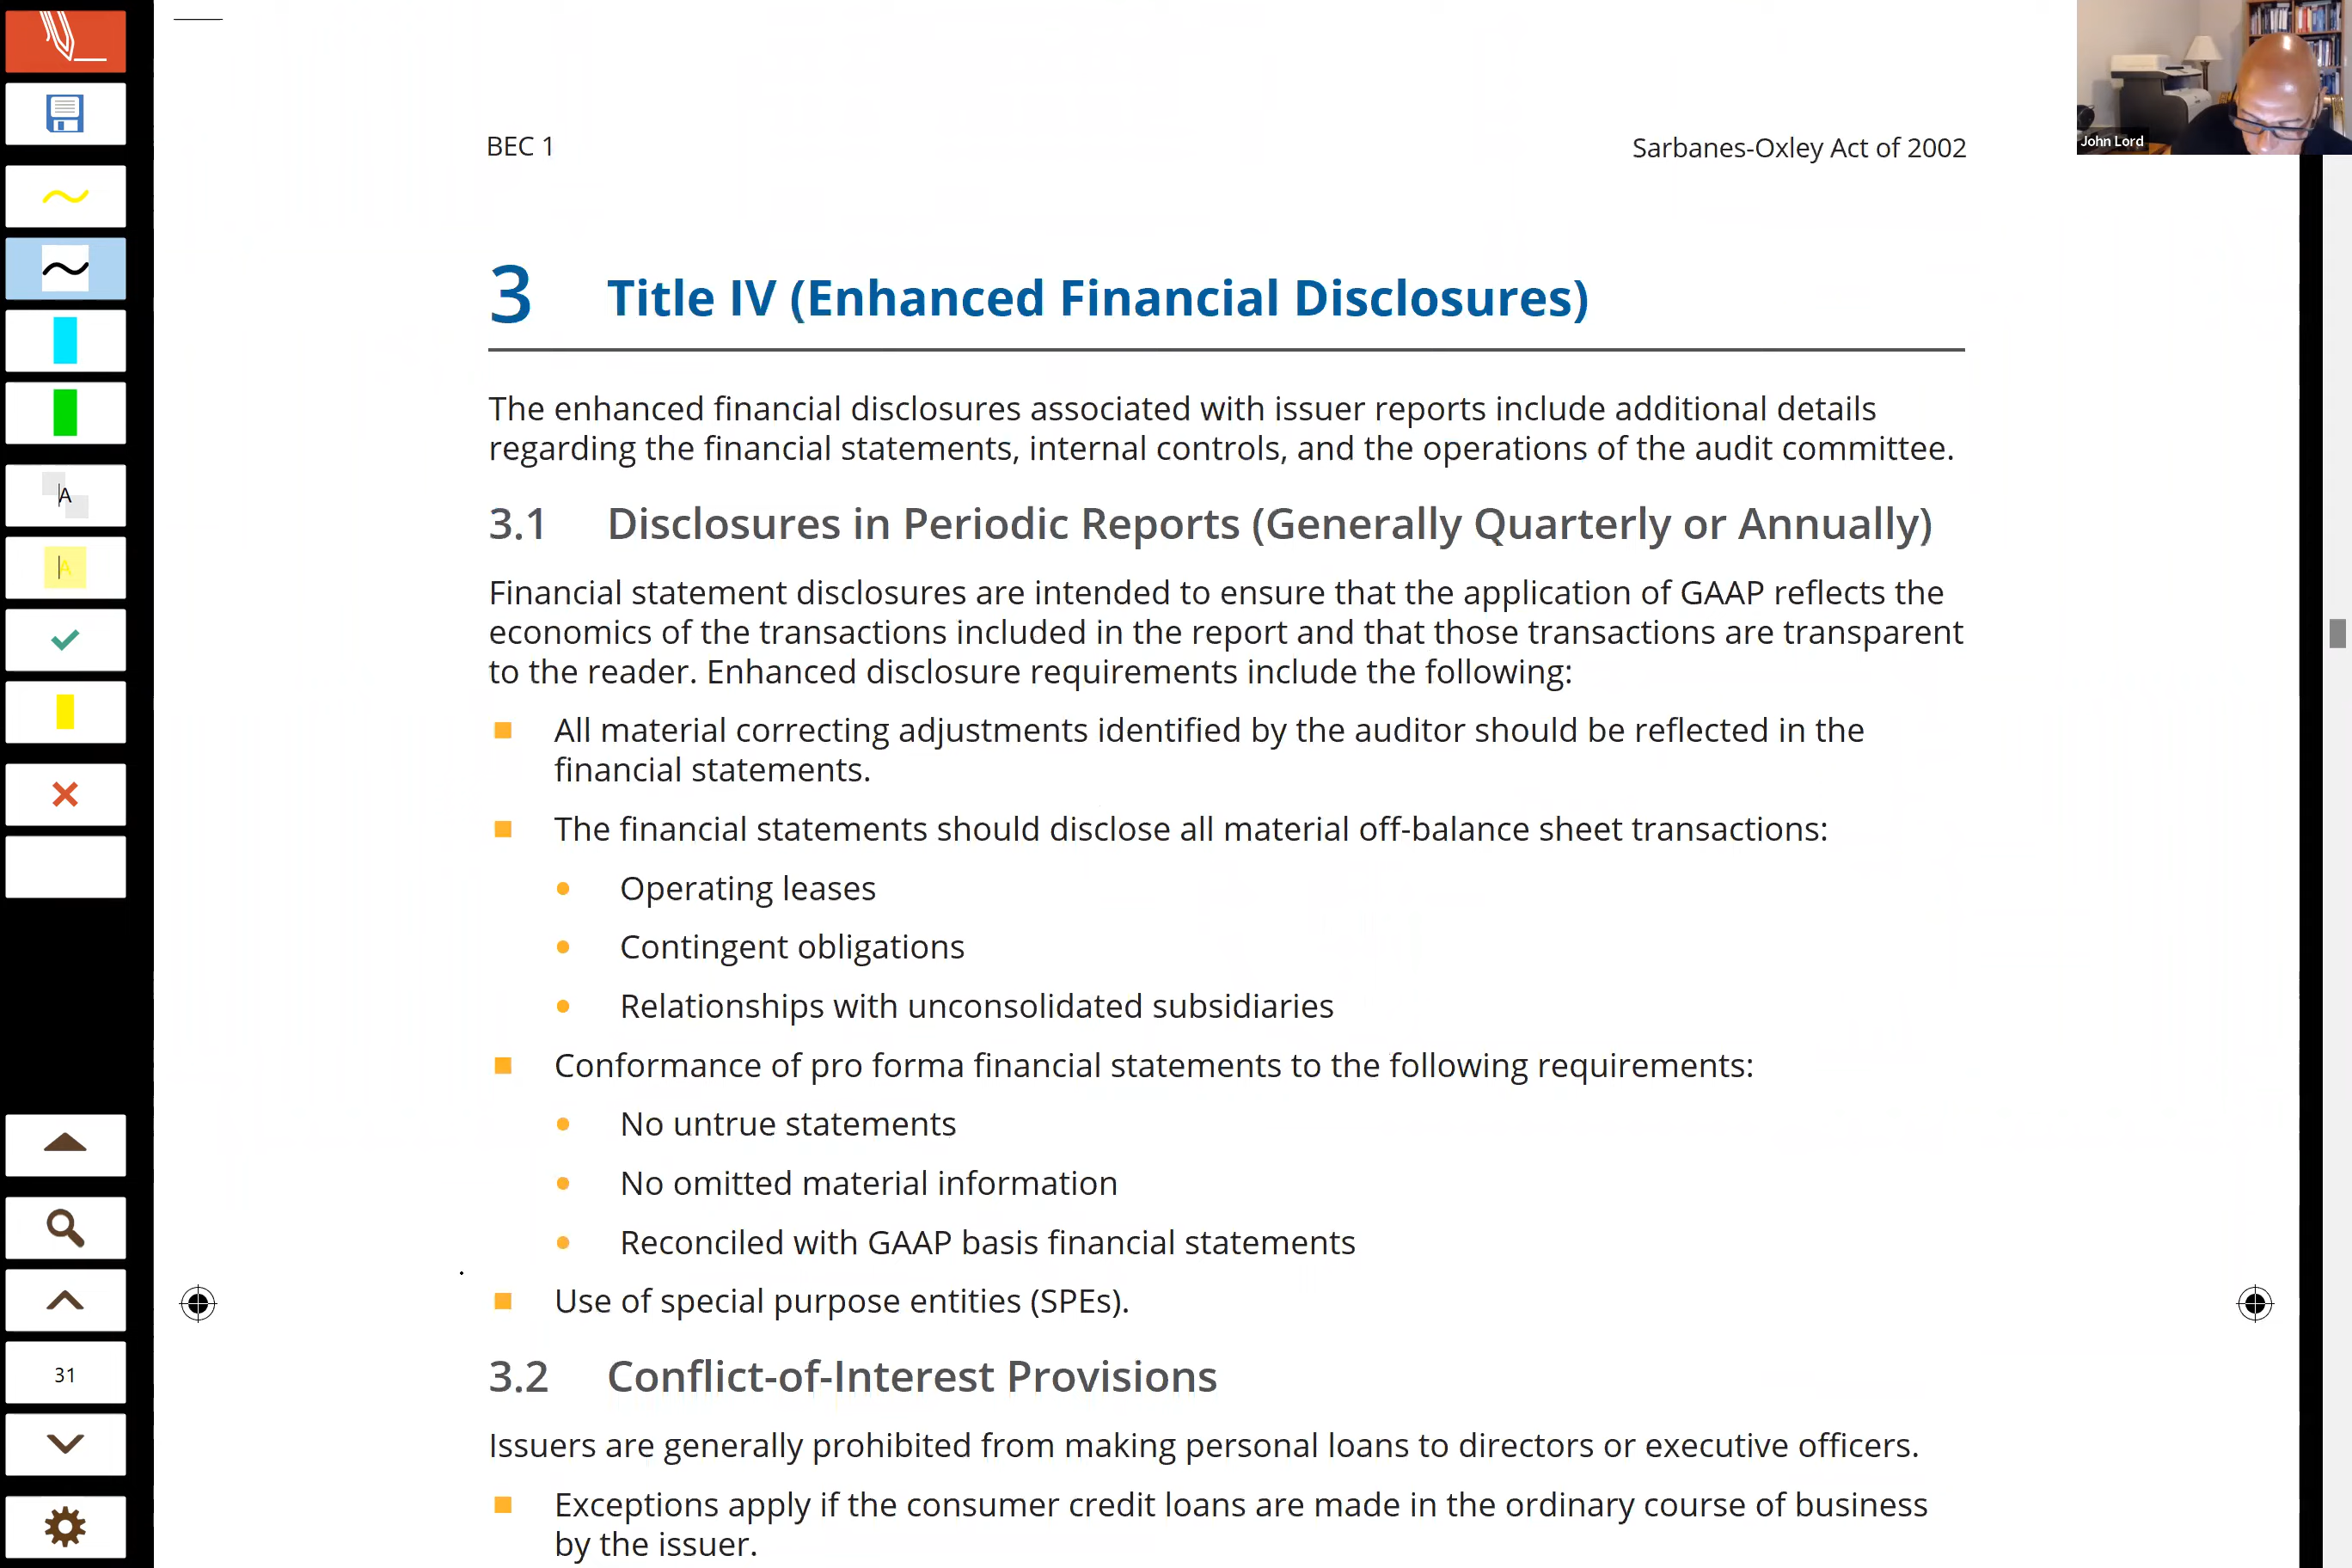 BEC 1
Sarbanes-Oxley Act of 2002
John Lord
3 Title IV (Enhanced Financial Disclosures)
The enhanced financial disclosures associated with issuer reports include additional details
regarding the financial statements, internal controls, and the operations of the audit committee.
3.1 Disclosures in Periodic Reports (Generally Quarterly or Annually)
Financial statement disclosures are intended to ensure that the application of GAAP reflects the
economics of the transactions included in the report and that those transactions are transparent
to the reader. Enhanced disclosure requirements include the following:
All material correcting adjustments identified by the auditor should be reflected in the
financial statements.
The financial statements should disclose all material off-balance sheet transactions:
Operating leases
Contingent obligations
Relationships with unconsolidated subsidiaries
Conformance of pro forma financial statements to the following requirements:
No untrue statements
No omitted material information
Reconciled with GAAP basis financial statements
Use of special purpose entities (SPEs).
3.2 Conflict-of-Interest Provisions
Issuers are generally prohibited from making personal loans to directors or executive officers.
Exceptions apply if the consumer credit loans are made in the ordinary course of business
by the issuer.
A
A
31